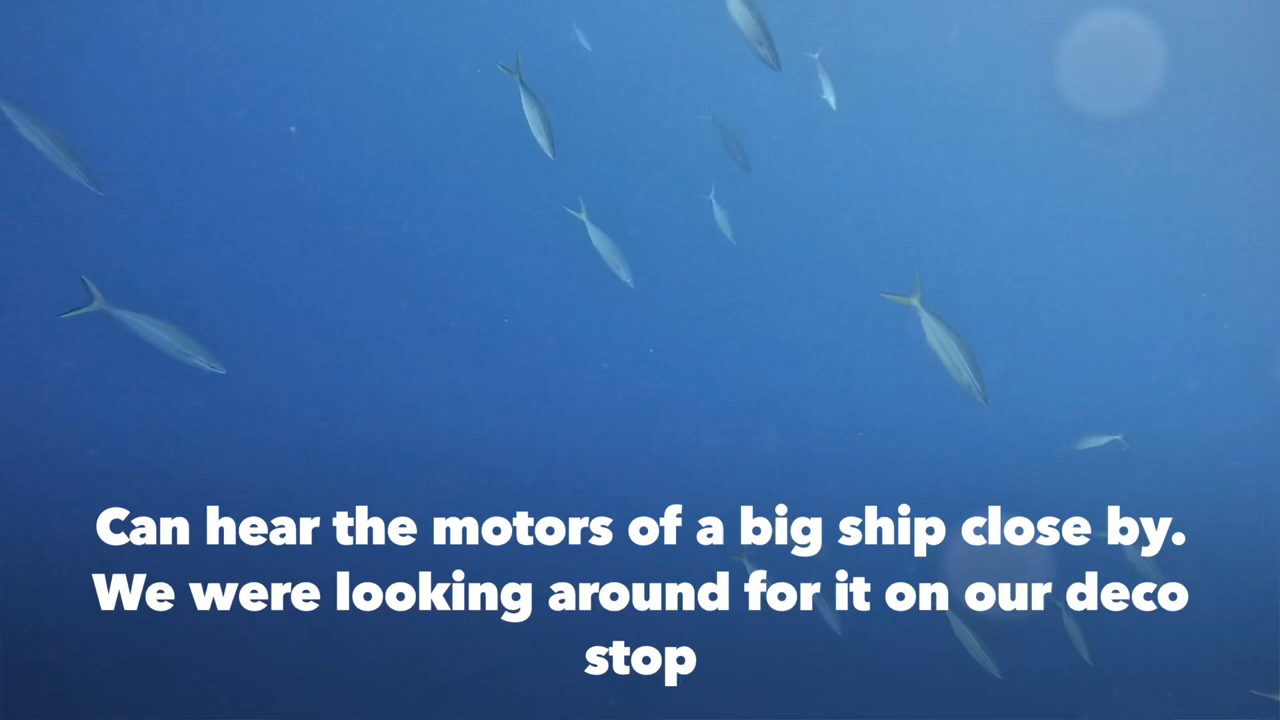 Can hear the motors of a big ship close by.
We were looking around for it on our deco
stop